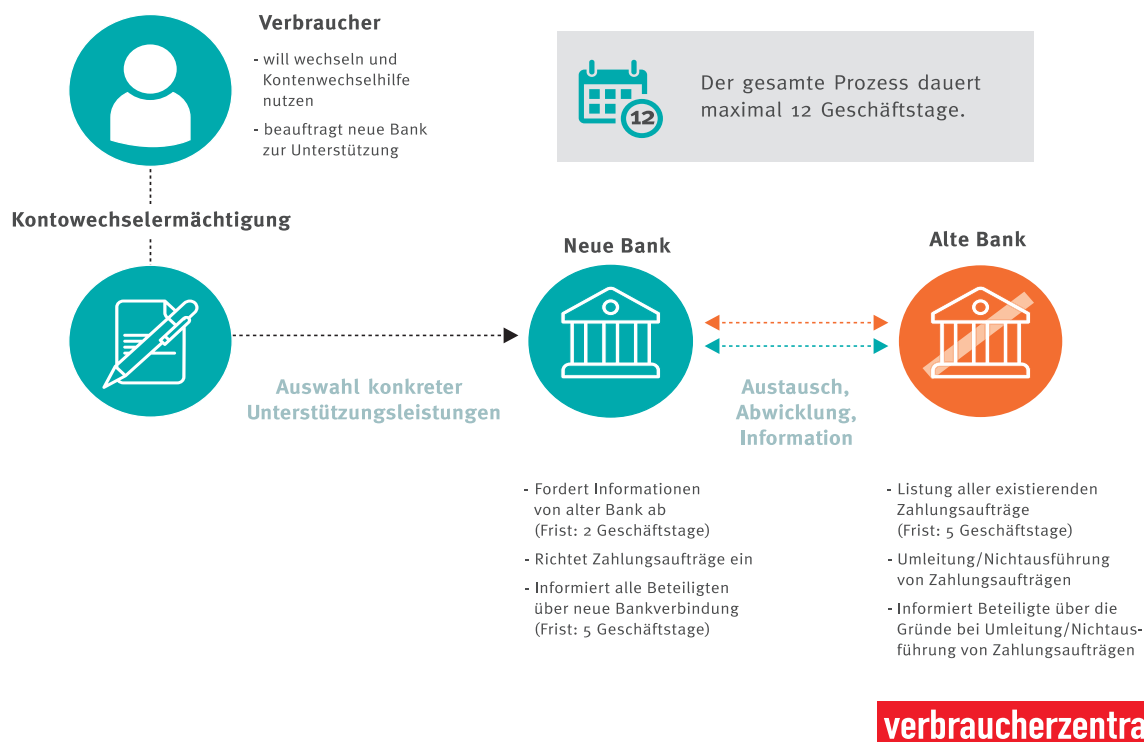 Verbraucher
- will wechseln und
Kontenwechselhilfe
nutzen
- beauftragt neue Bank
zur Unterstützung
12
Der gesamte Prozess dauert
maximal 12 Geschäftstage.
Kontowechselermächtigung
Neue Bank
Alte Bank
Auswahl konkreter
Unterstützungsleistungen
Austausch,
Abwicklung,
Information
- Fordert Informationen
von alter Bank ab
(Frist: 2 Geschäftstage)
- Richtet Zahlungsaufträge ein
- Informiert alle Beteiligten
über neue Bankverbindung
(Frist: 5 Geschäftstage)
- Listung aller existierenden
Zahlungsaufträge
(Frist: 5 Geschäftstage)
- Umleitung/Nichtausführung
von Zahlungsaufträgen
- Informiert Beteiligte über die
Gründe bei Umleitung/Nichtaus-
führung von Zahlungsaufträgen
verbraucherzentra